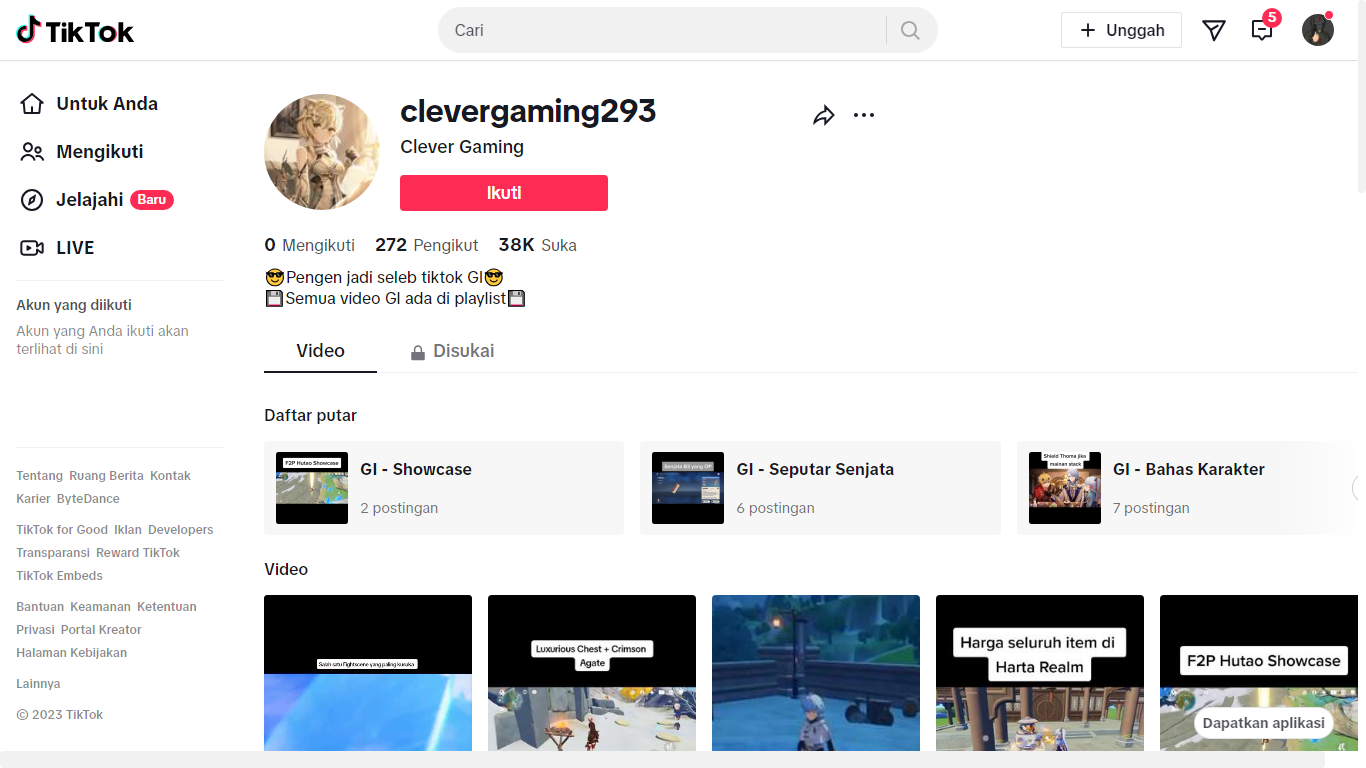 TikTok
Cari
Unggah
5
Untuk Anda
Mengikuti
Jelajahi Baru
LIVE
Akun yang diikuti
Akun yang Anda ikuti akan
terlihat di sini
Tentang Ruang Berita Kontak
Karier ByteDance
TikTok for Good Iklan Developers
Transparansi Reward TikTok
TikTok Embeds
Bantuan Keamanan Ketentuan
Privasi Portal Kreator
Halaman Kebijakan
Lainnya
© 2023 TikTok
clevergaming293
Clever Gaming
Ikuti
0 Mengikuti 272 Pengikut 38K Suka
😎Pengen jadi seleb tiktok GI😎
💾Semua video GI ada di playlist💾
Video Disukai
Daftar putar
F2P Hutao Showcase
GI - Showcase
2 postingan
Senjata B3 yang OP
GI - Seputar Senjata
6 postingan
Shield Thoma jika
mainan stack
GI - Bahas Karakter
7 postingan
Video
Salah satu Fightscene yang paling kusuka
Luxurious Chest + Crimson
Agate
Harga seluruh item di
Harta Realm
F2P Hutao Showcase
Dapatkan aplikasi